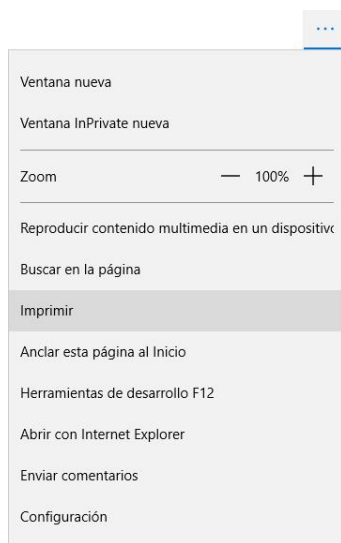 ...
Ventana nueva
Ventana InPrivate nueva
Zoom — 100% +
Reproducir contenido multimedia en un dispositivo
Buscar en la página
Imprimir
Anclar esta página al Inicio
Herramientas de desarrollo F12
Abrir con Internet Explorer
Enviar comentarios
Configuración